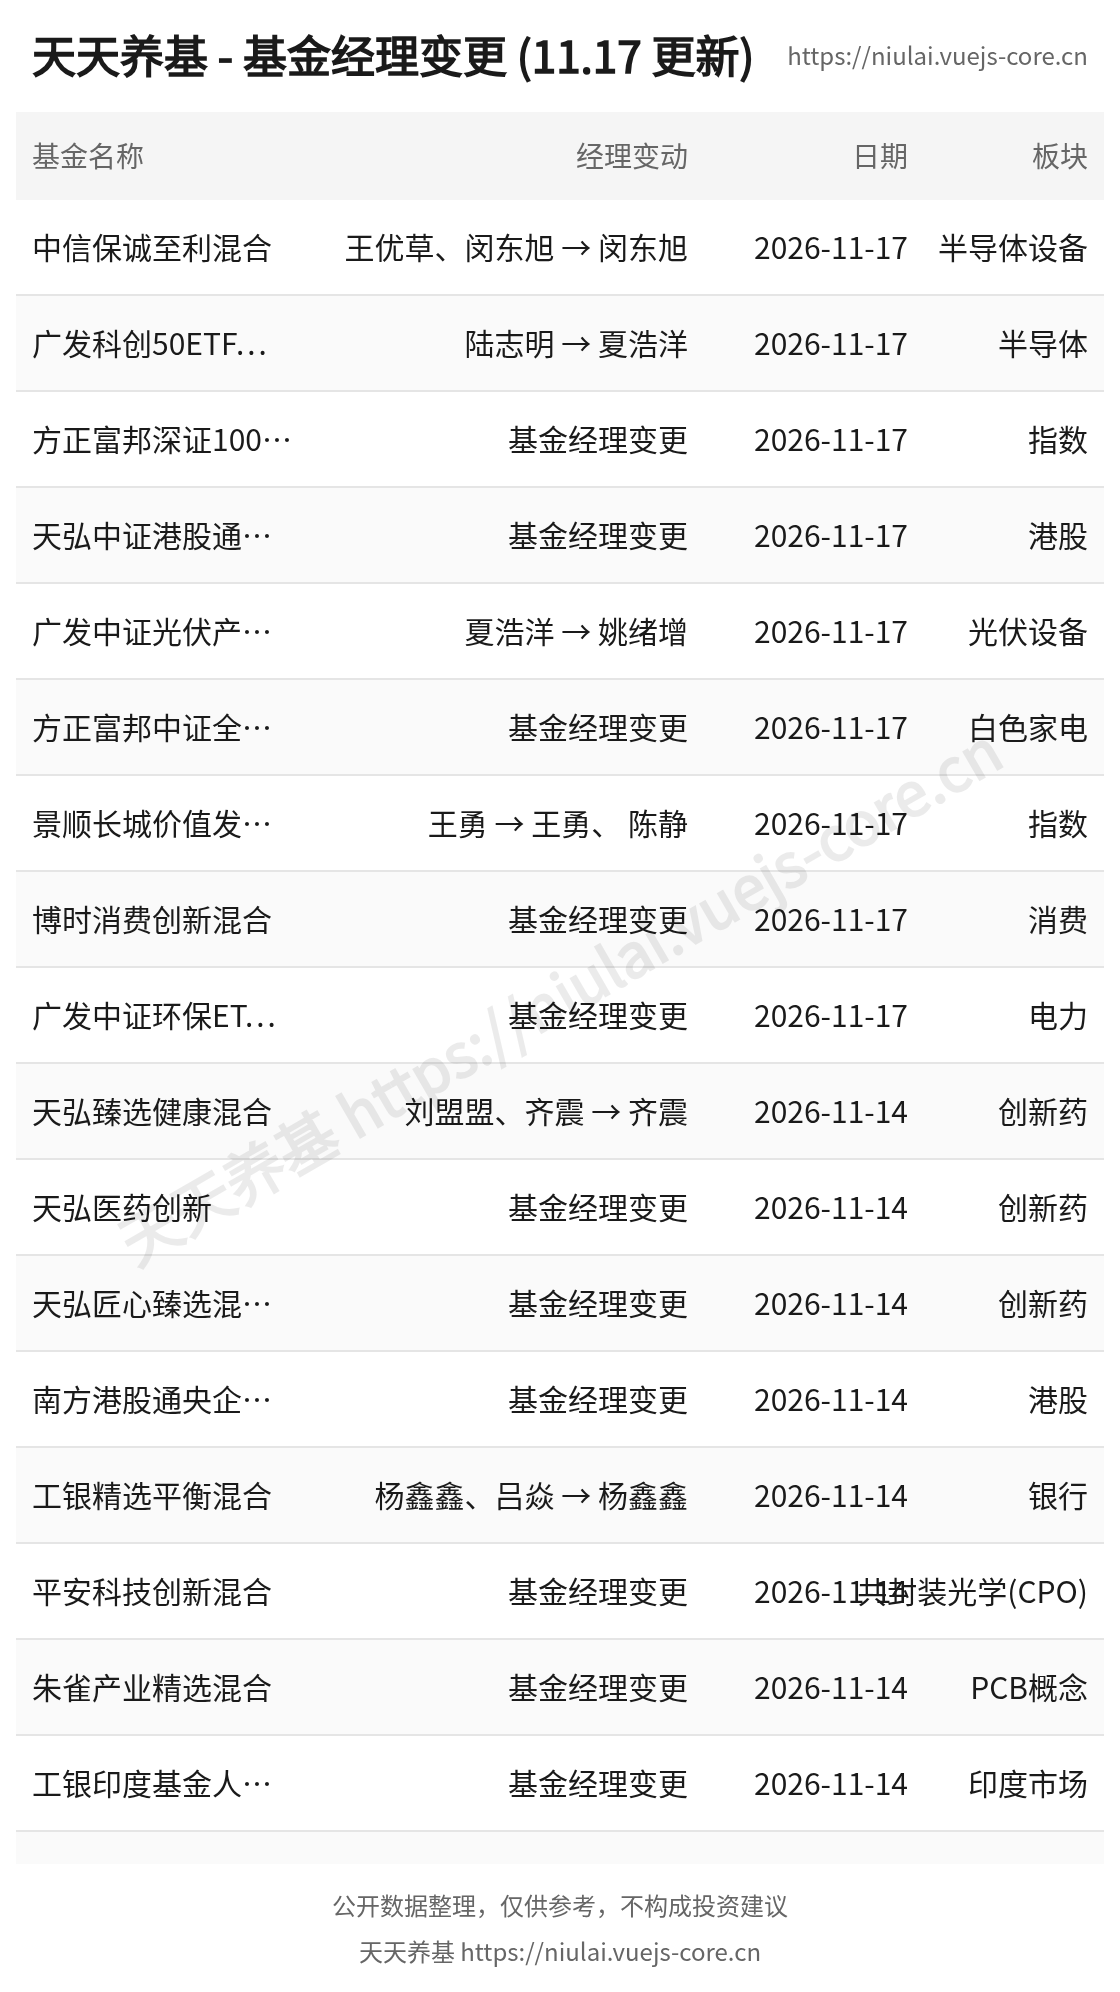 天天养基 - 基金经理变更 (11.17 更新) https://niulai.vuejs-core.cn
基金名称 经理变动 日期 板块
中信保诚至利混合 王优草、闵东旭 → 闵东旭 2026-11-17 半导体设备
广发科创50ETF... 陆志明 → 夏浩洋 2026-11-17 半导体
方正富邦深证100… 基金经理变更 2026-11-17 指数
天弘中证港股通… 基金经理变更 2026-11-17 港股
广发中证光伏产… 夏浩洋 → 姚绪增 2026-11-17 光伏设备
方正富邦中证全… 基金经理变更 2026-11-17 白色家电
景顺长城价值发… 王勇 → 王勇、 陈静 2026-11-17 指数
博时消费创新混合 基金经理变更 2026-11-17 消费
广发中证环保ET... 基金经理变更 2026-11-17 电力
天弘臻选健康混合 刘盟盟、齐震 → 齐震 2026-11-14 创新药
天弘医药创新 基金经理变更 2026-11-14 创新药
天弘匠心臻选混… 基金经理变更 2026-11-14 创新药
南方港股通央企… 基金经理变更 2026-11-14 港股
工银精选平衡混合 杨鑫鑫、吕焱 → 杨鑫鑫 2026-11-14 银行
平安科技创新混合 基金经理变更 2026-11-14 共封装光学(CPO)
朱雀产业精选混合 基金经理变更 2026-11-14 PCB概念
工银印度基金人… 基金经理变更 2026-11-14 印度市场
天天养基 https://niulai.vuejs-core.cn
公开数据整理，仅供参考，不构成投资建议
天天养基 https://niulai.vuejs-core.cn